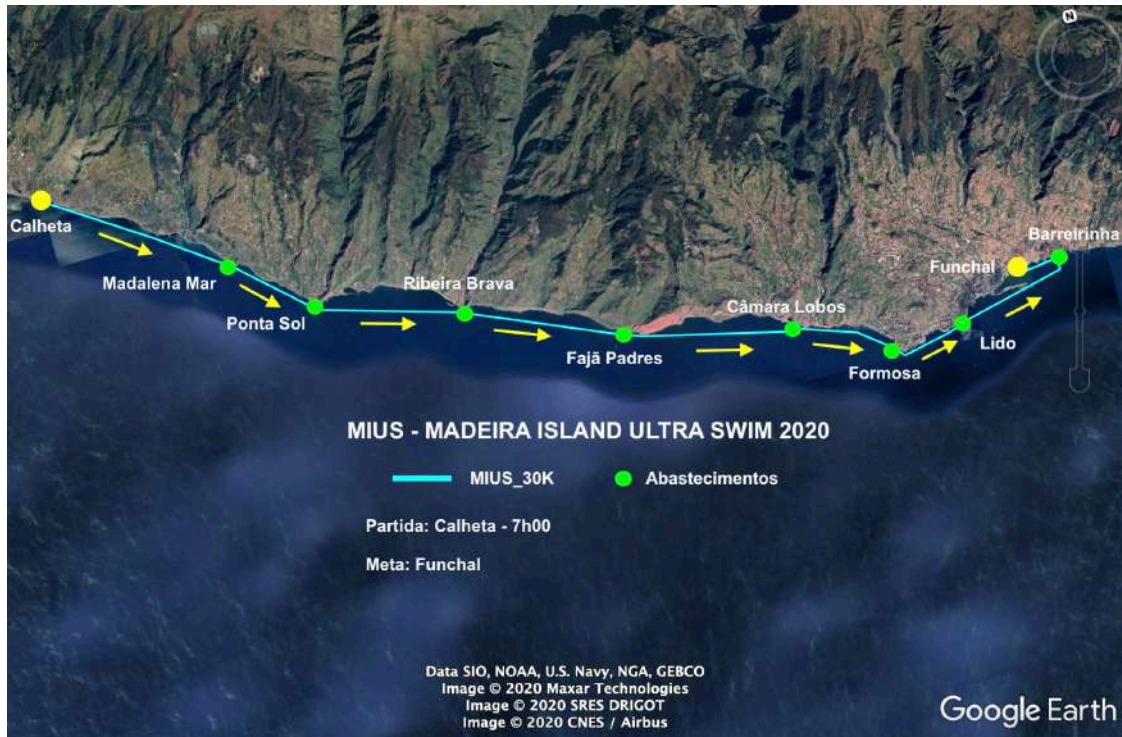 N
Calheta
Madalena Mar
Ponta Sol
Ribeira Brava
Fajã Padres
Câmara Lobos
Formosa
Lido
Funchal
Barreirinha
MIUS - MADEIRA ISLAND ULTRA SWIM 2020
MIUS_30K
Abastecimentos
Partida: Calheta - 7h00
Meta: Funchal
Data SIO, NOAA, U.S. Navy, NGA, GEBCO
Image © 2020 Maxar Technologies
Image © 2020 SRES DRIGOT
Image © 2020 CNES / Airbus
Google Earth